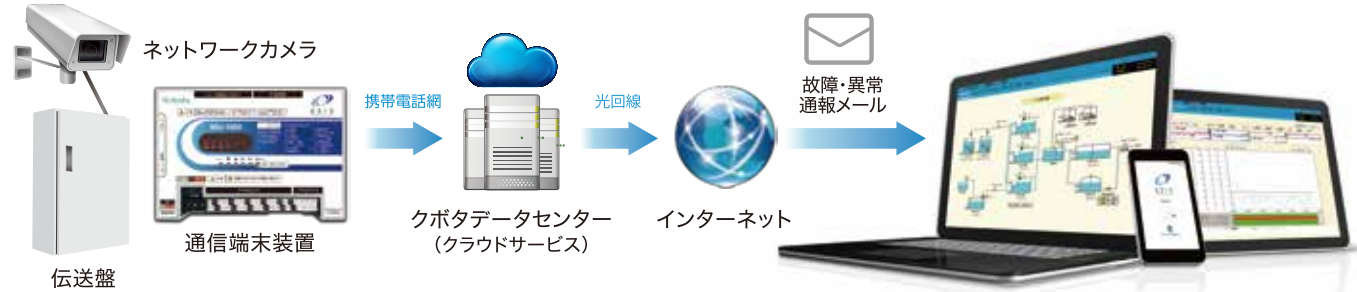 ネットワークカメラ
伝送盤
通信端末装置
携帯電話網
クボタデータセンター
（クラウドサービス）
光回線
インターネット
故障・異常
通報メール